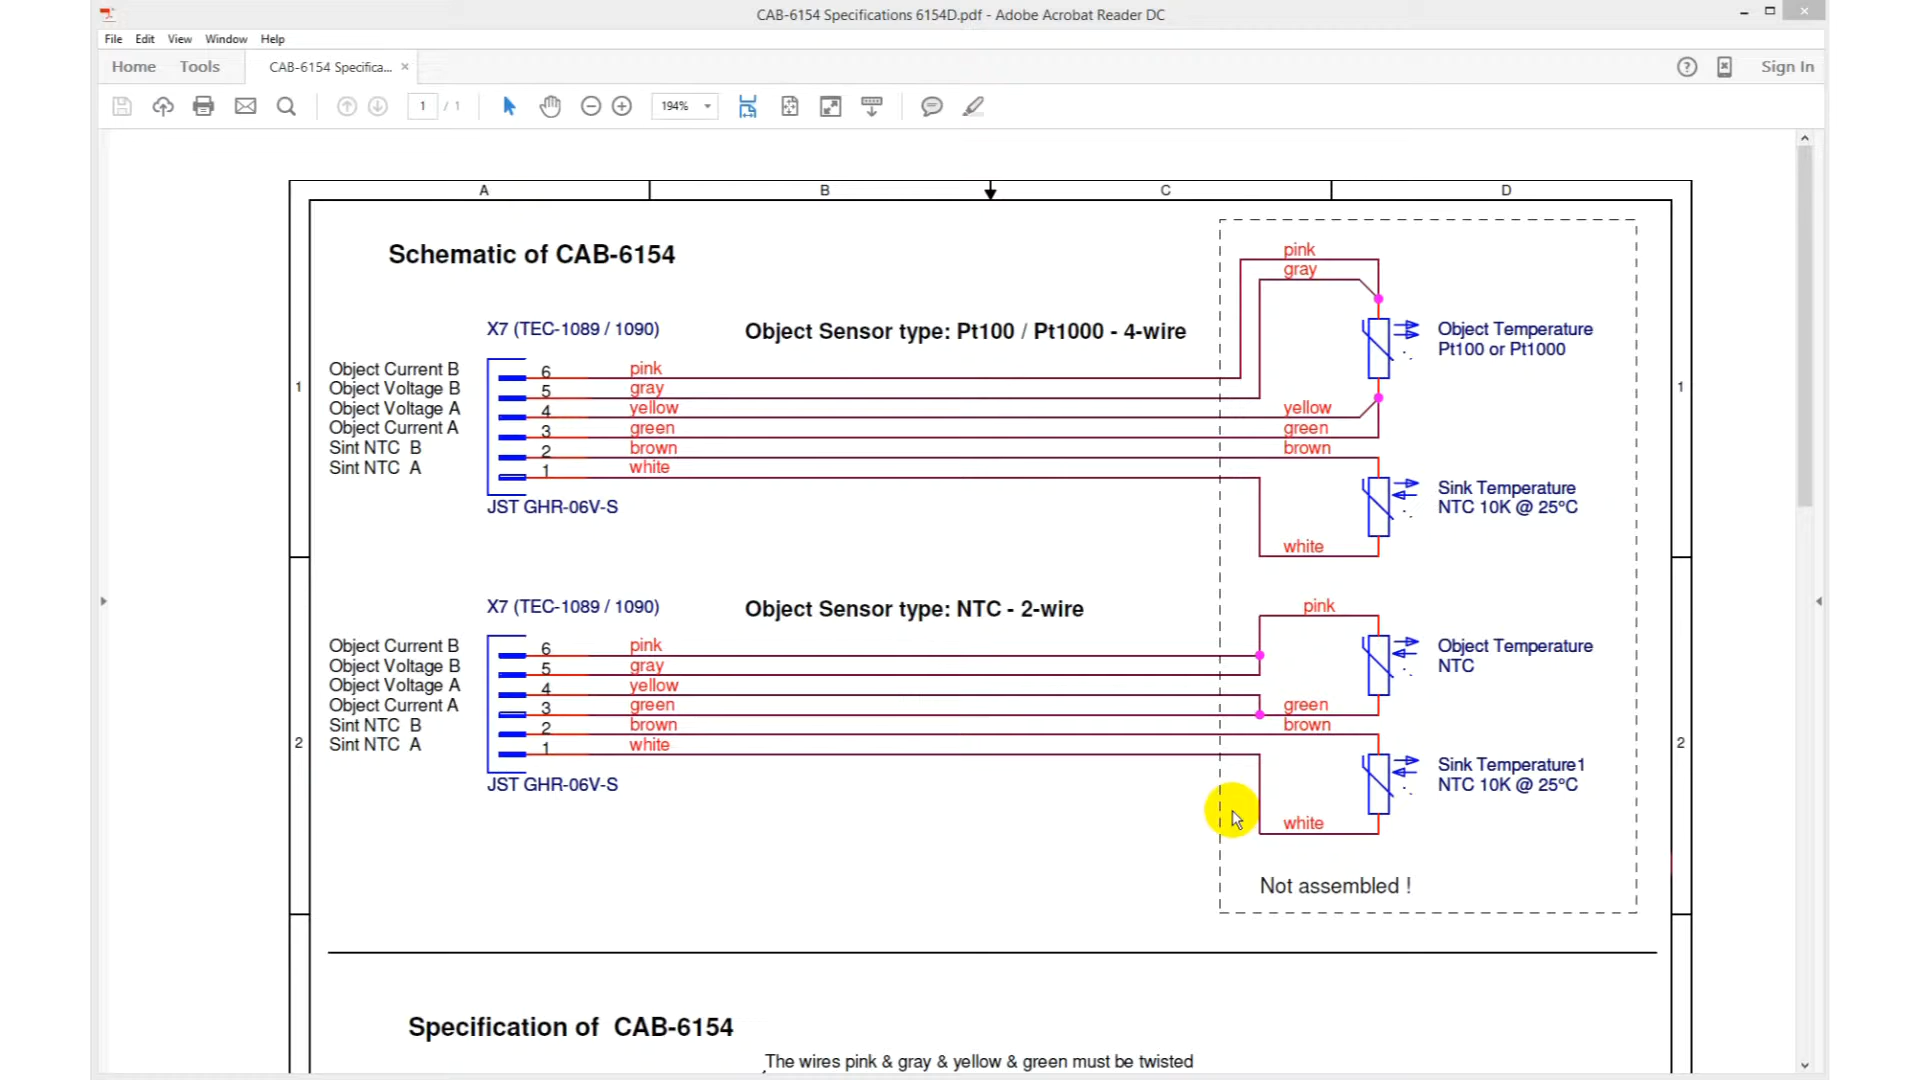 CAB-6154 Specifications 6154D.pdf - Adobe Acrobat Reader DC
File Edit View Window Help
Home Tools CAB-6154 Specifica... × Sign In
1 / 1 194%
A B C D
Schematic of CAB-6154
pink
gray
X7 (TEC-1089 / 1090) Object Sensor type: Pt100 / Pt1000 - 4-wire
Object Temperature
Pt100 or Pt1000
Object Current B 6 pink
Object Voltage B 5 gray
Object Voltage A 4 yellow yellow
Object Current A 3 green green
Sint NTC B 2 brown brown
Sint NTC A 1 white
1 1
JST GHR-06V-S
Sink Temperature
NTC 10K @ 25°C
white
X7 (TEC-1089 / 1090) Object Sensor type: NTC - 2-wire
pink
Object Temperature
NTC
Object Current B 6 pink
Object Voltage B 5 gray
Object Voltage A 4 yellow
Object Current A 3 green green
Sint NTC B 2 brown brown
Sint NTC A 1 white
2 2
JST GHR-06V-S
Sink Temperature1
NTC 10K @ 25°C
white
Not assembled !
Specification of CAB-6154
The wires pink & gray & yellow & green must be twisted